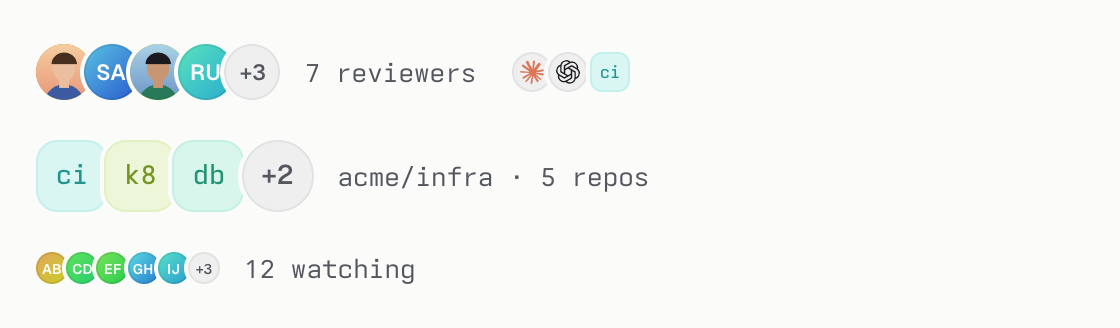 SA RU +3 7 reviewers ci
ci k8 db +2 acme/infra · 5 repos
AB CD EF GH IJ +3 12 watching